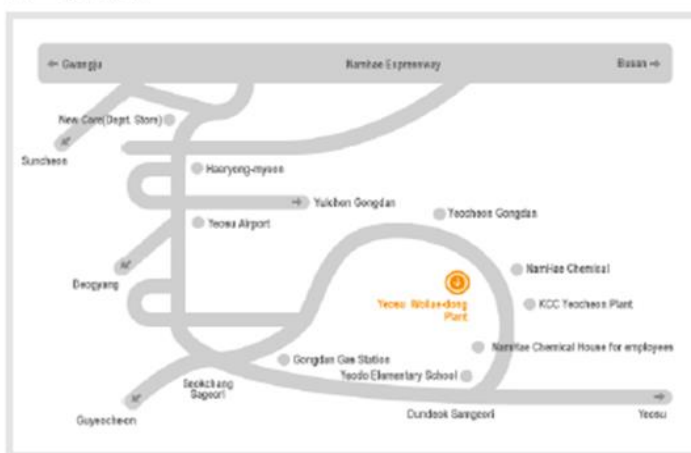 ← Gwangju
Namhae Expressway
Busan →
New Core(Dept. Store)
Suncheon
Haeryong-myeon
Yulchon Gongdan
Yeocheon Gongdan
Yeosu Airport
NamHae Chemical
Deogyang
KCC Yeocheon Plant
Yeosu Wollae-dong
Plant
NamHae Chemical House for employees
Gongdan Gas Station
Yeodo Elementary School
Seokchang
Sageori
Dundeok Samgeori
Yeosu
Guyeocheon